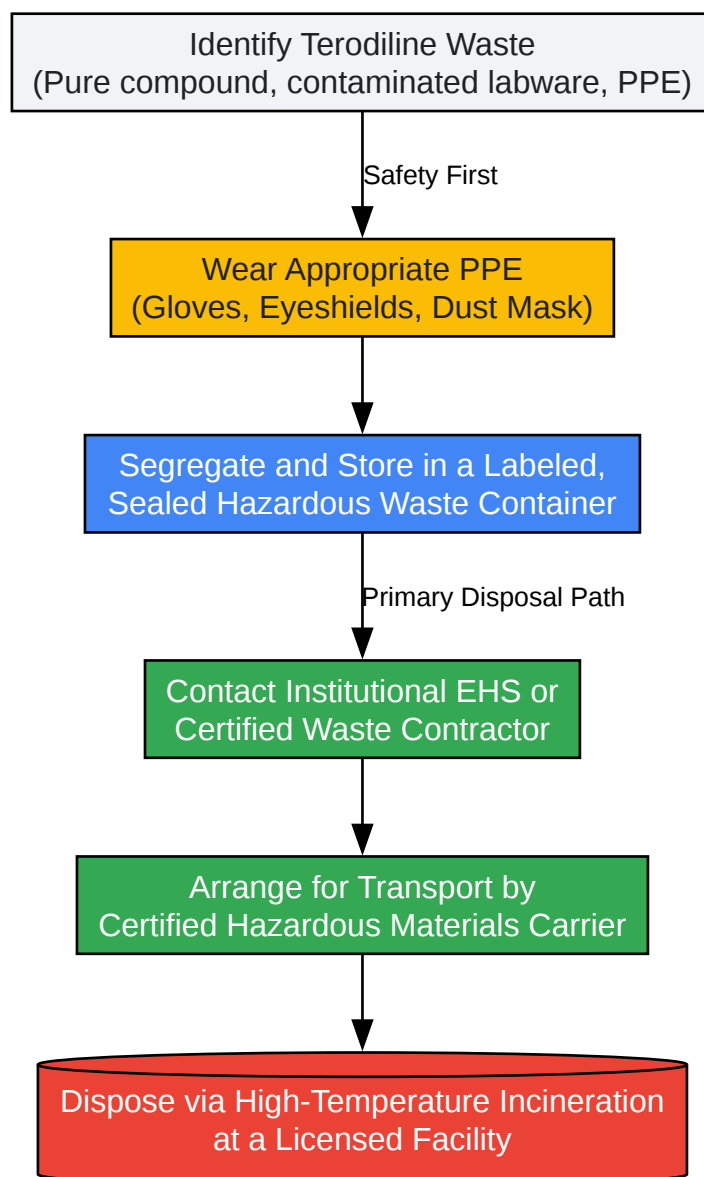 Identify Terodiline Waste
(Pure compound, contaminated labware, PPE)
Safety First
Wear Appropriate PPE
(Gloves, Eyeshields, Dust Mask)
Segregate and Store in a Labeled,
Sealed Hazardous Waste Container
Primary Disposal Path
Contact Institutional EHS or
Certified Waste Contractor
Arrange for Transport by
Certified Hazardous Materials Carrier
Dispose via High-Temperature Incineration
at a Licensed Facility